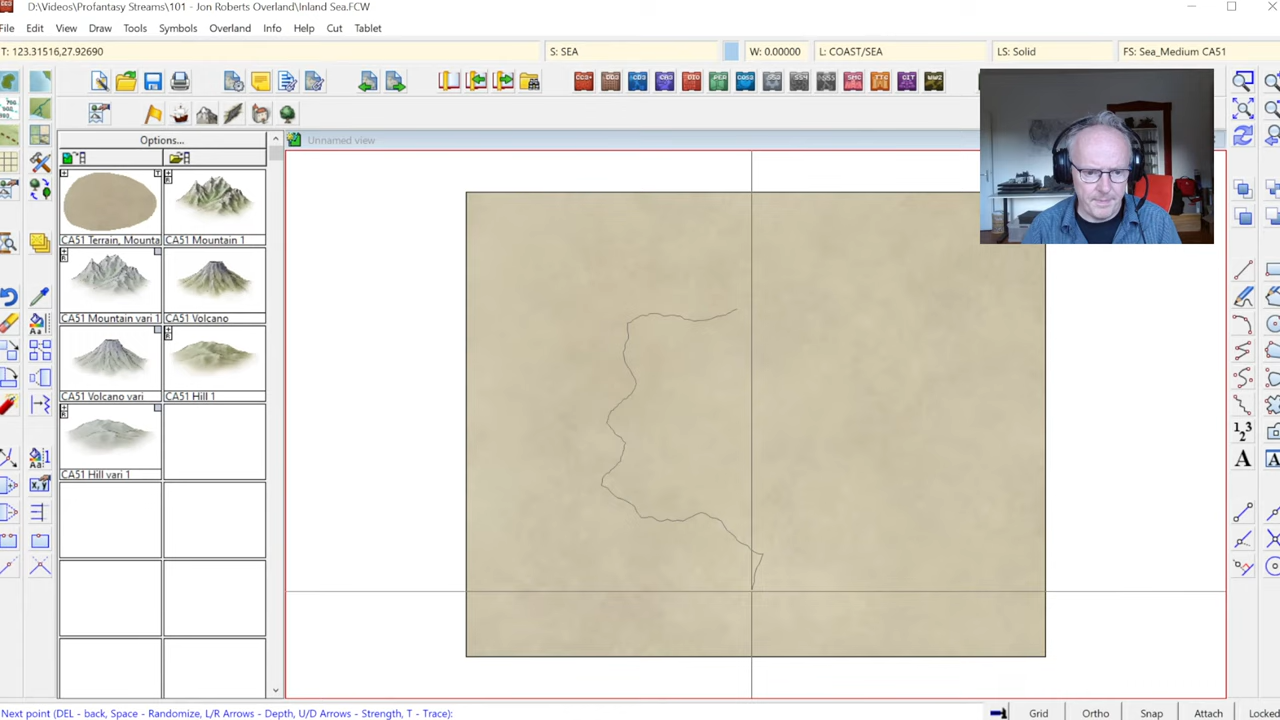 D:\Videos\Profantasy Streams\101 - Jon Roberts Overland\Inland Sea.FCW
File Edit View Draw Tools Symbols Overland Info Help Cut Tablet
T: 123.31516,27.92690 S: SEA W: 0.00000 L: COAST/SEA LS: Solid FS: Sea_Medium CA51
Options...
Unnamed view
CA51 Terrain, Mounta CA51 Mountain 1
CA51 Mountain vari 1 CA51 Volcano
CA51 Volcano vari CA51 Hill 1
CA51 Hill vari 1
Next point (DEL - back, Space - Randomize, L/R Arrows - Depth, U/D Arrows - Strength, T - Trace):
Grid Ortho Snap Attach Locked